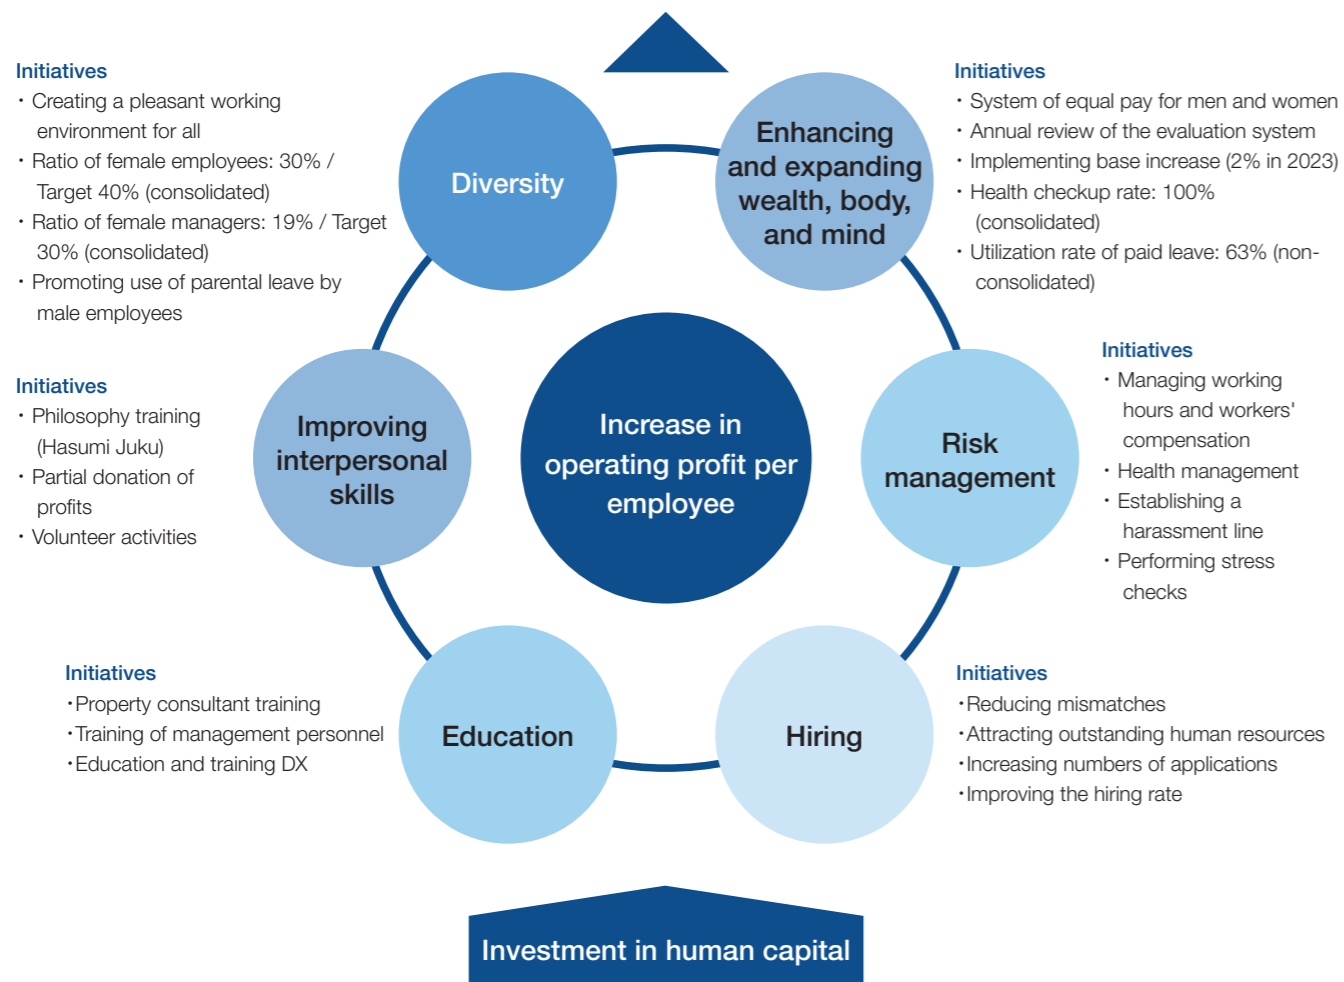 Initiatives
・Creating a pleasant working
environment for all
・Ratio of female employees: 30% /
Target 40% (consolidated)
・Ratio of female managers: 19% / Target
30% (consolidated)
・Promoting use of parental leave by
male employees
Diversity
Enhancing
and expanding
wealth, body,
and mind
Initiatives
・System of equal pay for men and women
・Annual review of the evaluation system
・Implementing base increase (2% in 2023)
・Health checkup rate: 100%
(consolidated)
・Utilization rate of paid leave: 63% (non-
consolidated)
Initiatives
・Philosophy training
(Hasumi Juku)
・Partial donation of
profits
・Volunteer activities
Improving
interpersonal
skills
Increase in
operating profit per
employee
Risk
management
Initiatives
・Managing working
hours and workers'
compensation
・Health management
・Establishing a
harassment line
・Performing stress
checks
Initiatives
・Property consultant training
・Training of management personnel
・Education and training DX
Education
Hiring
Initiatives
・Reducing mismatches
・Attracting outstanding human resources
・Increasing numbers of applications
・Improving the hiring rate
Investment in human capital